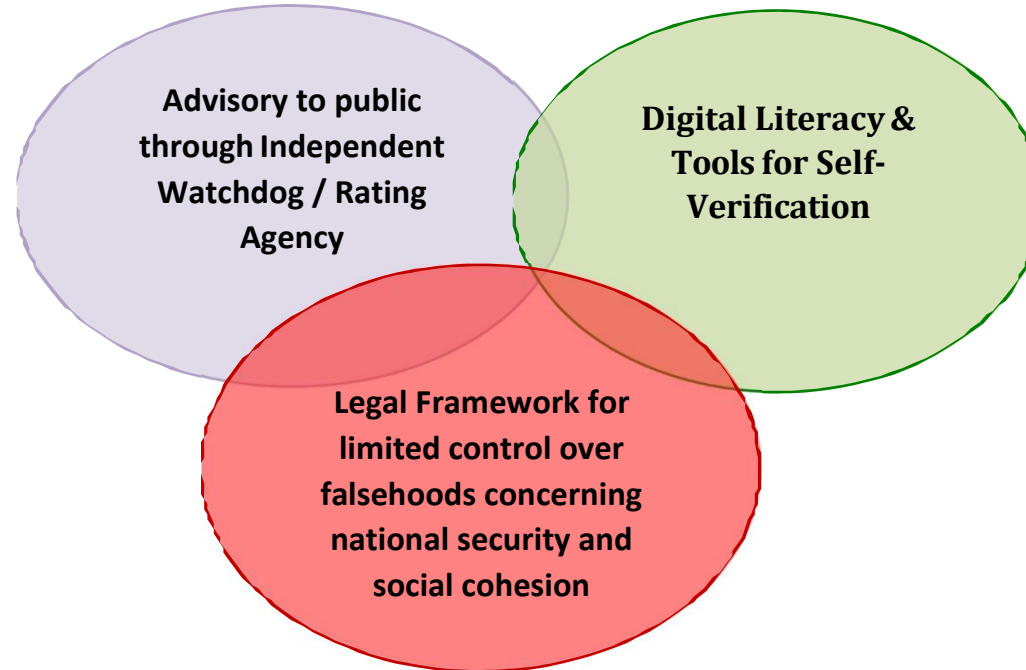 Advisory to public
through Independent
Watchdog / Rating
Agency
Digital Literacy &
Tools for Self-
Verification
Legal Framework for
limited control over
falsehoods concerning
national security and
social cohesion